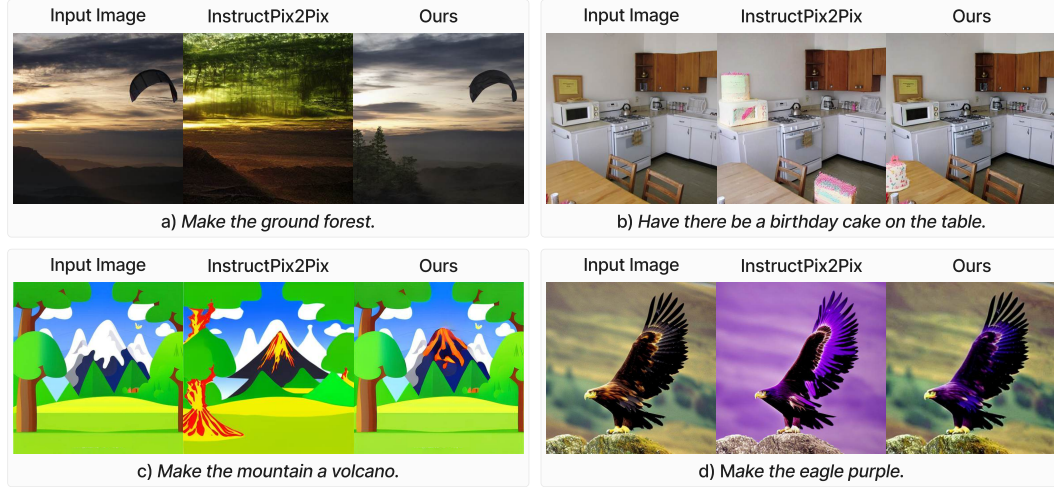 Input Image InstructPix2Pix Ours
a) Make the ground forest.
Input Image InstructPix2Pix Ours
b) Have there be a birthday cake on the table.
Input Image InstructPix2Pix Ours
c) Make the mountain a volcano.
Input Image InstructPix2Pix Ours
d) Make the eagle purple.